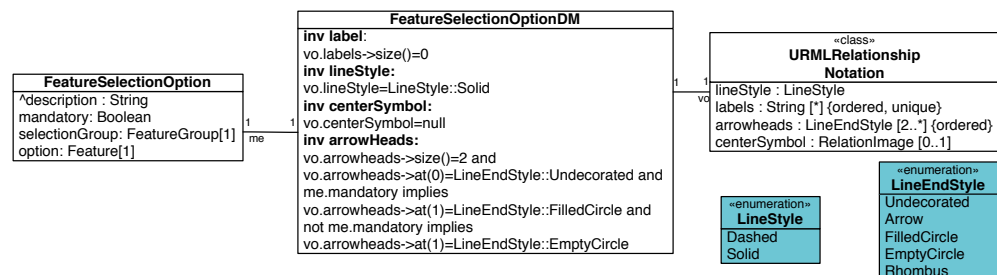 FeatureSelectionOption
^description : String
mandatory: Boolean
selectionGroup: FeatureGroup[1]
option: Feature[1]
1
me
1
FeatureSelectionOptionDM
inv label:
vo.labels->size()=0
inv lineStyle:
vo.lineStyle=LineStyle::Solid
inv centerSymbol:
vo.centerSymbol=null
inv arrowHeads:
vo.arrowheads->size()=2 and
vo.arrowheads->at(0)=LineEndStyle::Undecorated and
me.mandatory implies
vo.arrowheads->at(1)=LineEndStyle::FilledCircle and
not me.mandatory implies
vo.arrowheads->at(1)=LineEndStyle::EmptyCircle
1
1
vo
«class»
URMLRelationship
Notation
lineStyle : LineStyle
labels : String [*] {ordered, unique}
arrowheads : LineEndStyle [2..*] {ordered}
centerSymbol : RelationImage [0..1]
«enumeration»
LineStyle
Dashed
Solid
«enumeration»
LineEndStyle
Undecorated
Arrow
FilledCircle
EmptyCircle
Rhombus